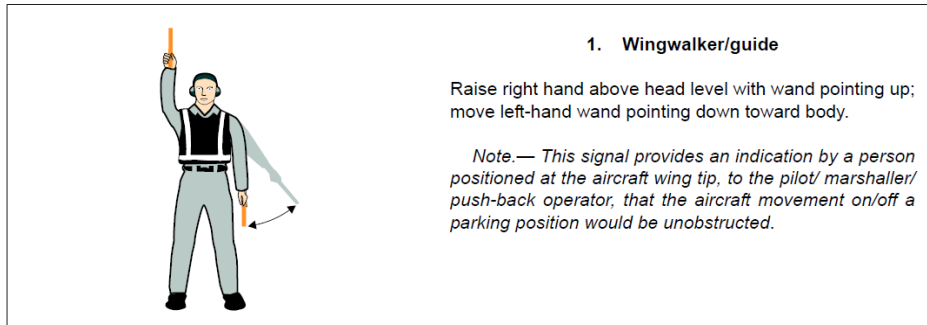 1. Wingwalker/guide
Raise right hand above head level with wand pointing up;
move left-hand wand pointing down toward body.
Note.— This signal provides an indication by a person
positioned at the aircraft wing tip, to the pilot/ marshaller/
push-back operator, that the aircraft movement on/off a
parking position would be unobstructed.